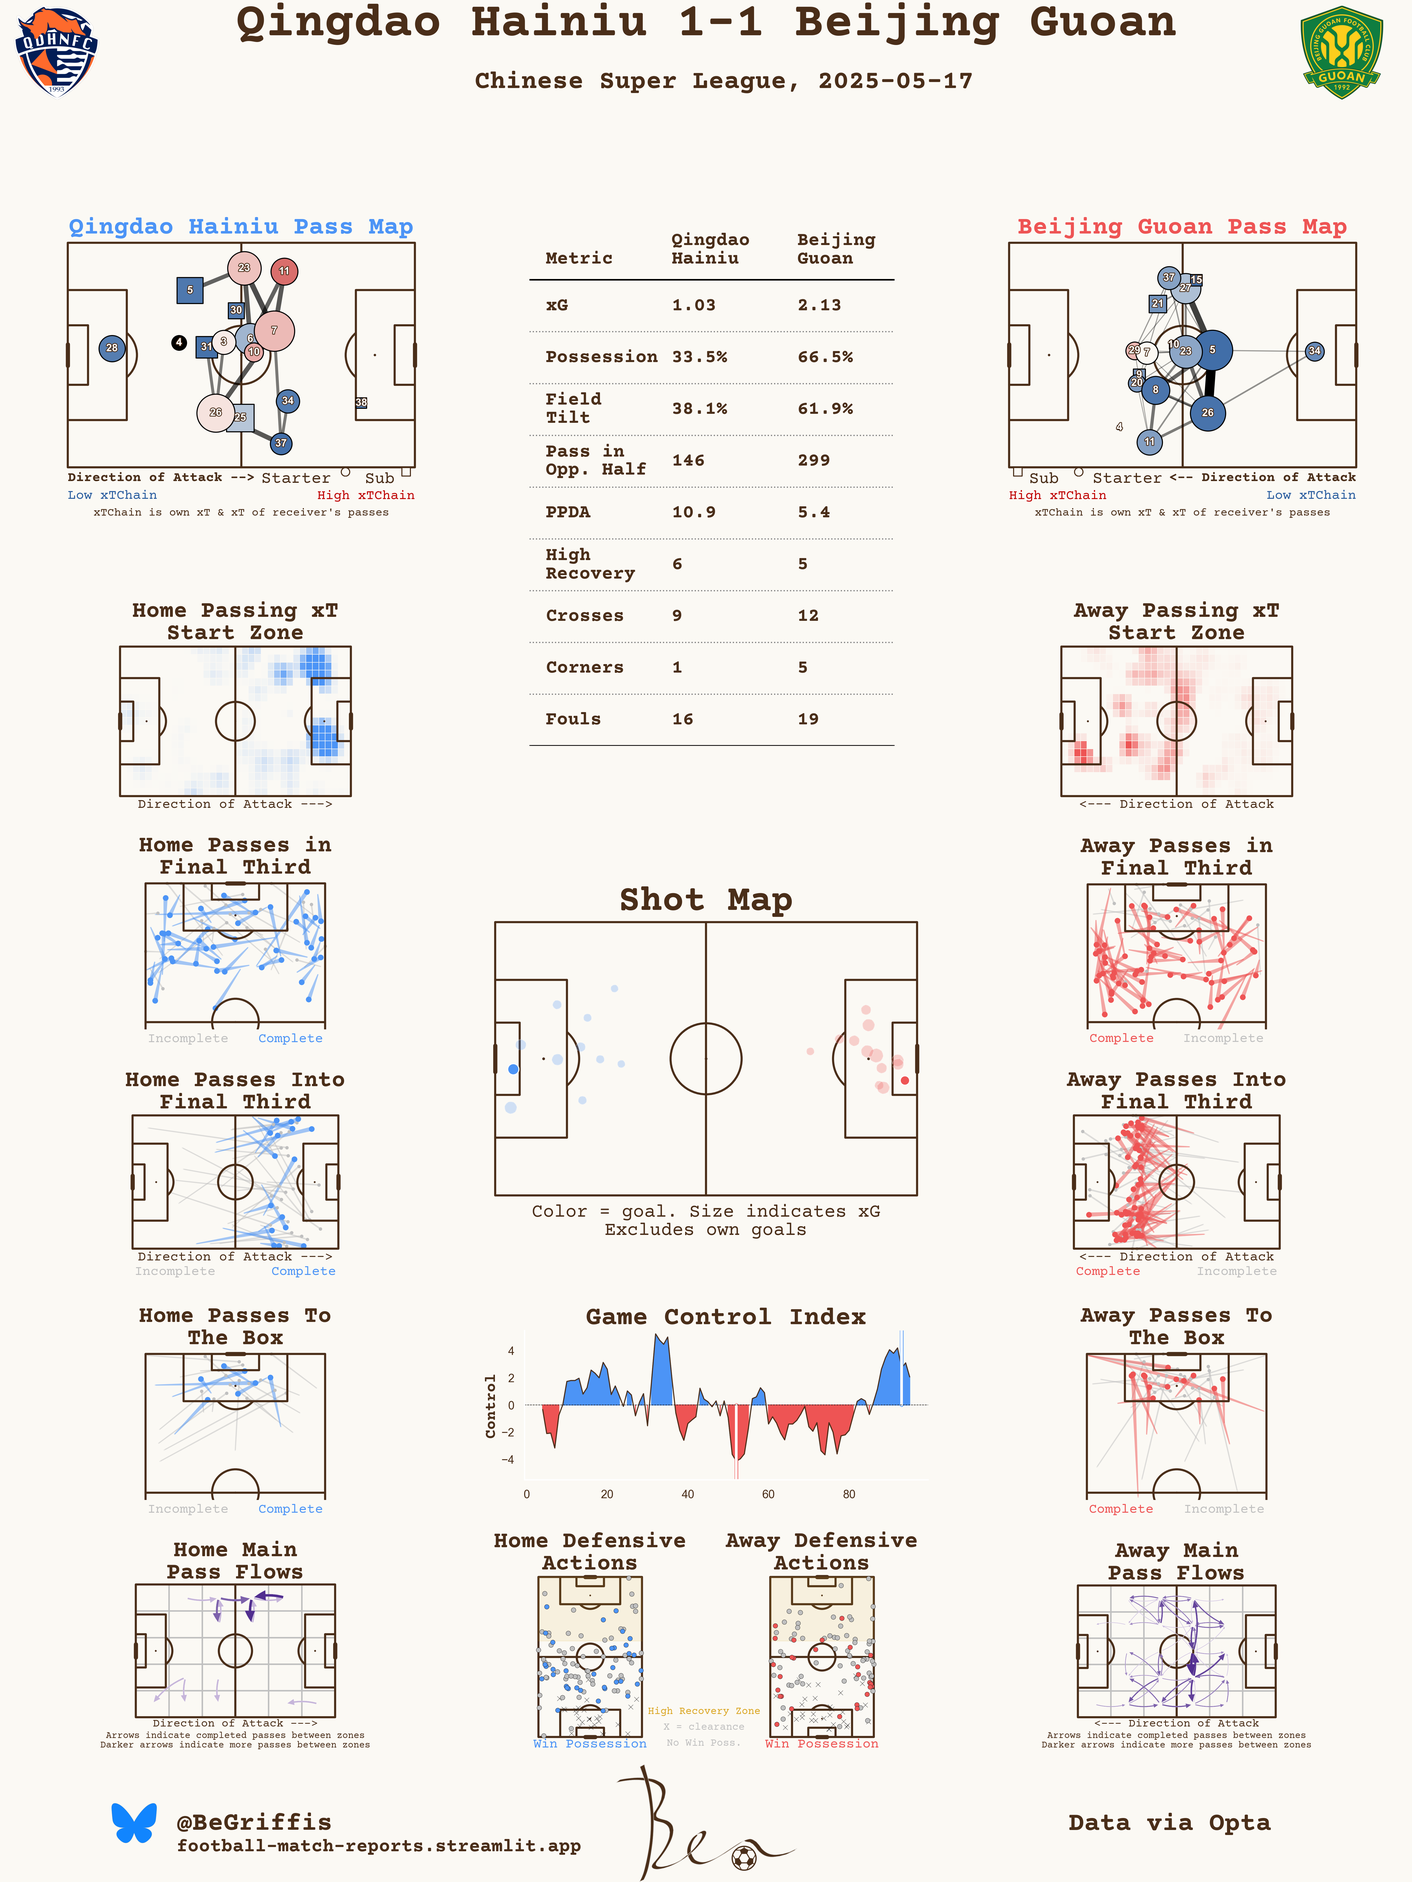 Qingdao Hainiu 1-1 Beijing Guoan
Chinese Super League, 2025-05-17
QDHNFC
1993
BEIJING GUOAN FOOTBALL CLUB
GUOAN
1992
Qingdao Hainiu Pass Map
23
11
5
30
7
28
4
31
3
6
10
26
25
34
38
37
Direction of Attack --> Starter Sub
Low xTChain High xTChain
xTChain is own xT & xT of receiver's passes
Metric Qingdao Hainiu Beijing Guoan
xG 1.03 2.13
Possession 33.5% 66.5%
Field Tilt 38.1% 61.9%
Pass in Opp. Half 146 299
PPDA 10.9 5.4
High Recovery 6 5
Crosses 9 12
Corners 1 5
Fouls 16 19
Beijing Guoan Pass Map
37
15
27
21
29
7
10
23
5
34
9
20
8
26
4
11
Sub Starter <-- Direction of Attack
High xTChain Low xTChain
xTChain is own xT & xT of receiver's passes
Home Passing xT
Start Zone
Direction of Attack --->
Away Passing xT
Start Zone
<--- Direction of Attack
Home Passes in
Final Third
Incomplete Complete
Away Passes in
Final Third
Complete Incomplete
Shot Map
Color = goal. Size indicates xG
Excludes own goals
Home Passes Into
Final Third
Direction of Attack --->
Incomplete Complete
Away Passes Into
Final Third
<--- Direction of Attack
Complete Incomplete
Home Passes To
The Box
Incomplete Complete
Game Control Index
Control
4
2
0
−2
−4
0 20 40 60 80
Away Passes To
The Box
Complete Incomplete
Home Main
Pass Flows
Direction of Attack --->
Arrows indicate completed passes between zones
Darker arrows indicate more passes between zones
Home Defensive
Actions
Win Possession
High Recovery Zone
X = clearance
No Win Poss.
Away Defensive
Actions
Win Possession
Away Main
Pass Flows
<--- Direction of Attack
Arrows indicate completed passes between zones
Darker arrows indicate more passes between zones
@BeGriffis
football-match-reports.streamlit.app
Ben
Data via Opta